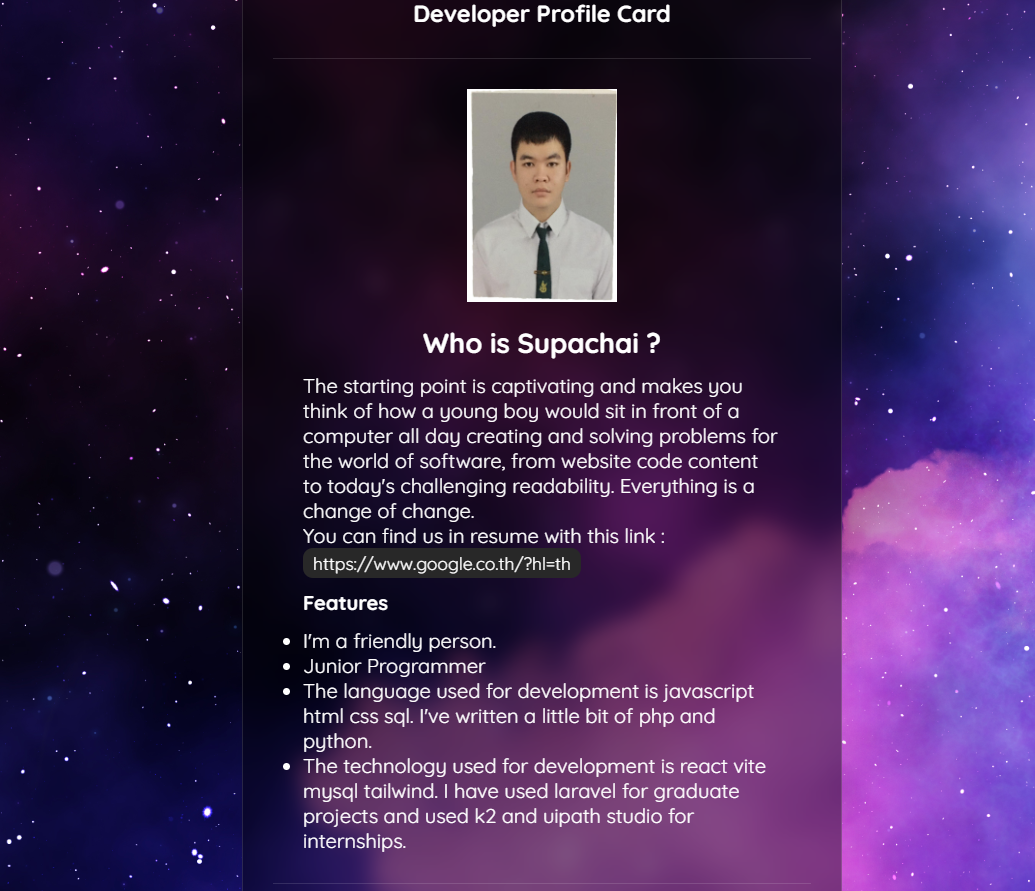 Developer Profile Card
Who is Supachai ?
The starting point is captivating and makes you
think of how a young boy would sit in front of a
computer all day creating and solving problems for
the world of software, from website code content
to today's challenging readability. Everything is a
change of change.
You can find us in resume with this link :
https://www.google.co.th/?hl=th
Features
I'm a friendly person.
Junior Programmer
The language used for development is javascript
html css sql. I've written a little bit of php and
python.
The technology used for development is react vite
mysql tailwind. I have used laravel for graduate
projects and used k2 and uipath studio for
internships.